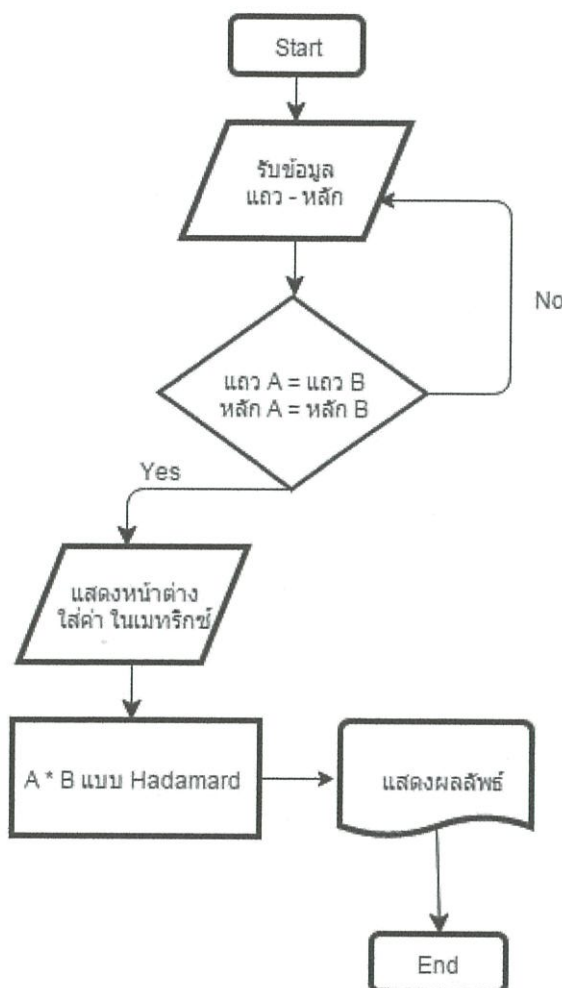 Start
รับข้อมูล
แถว - หลัก
No
แถว A = แถว B
หลัก A = หลัก B
Yes
แสดงหน้าต่าง
ใส่ค่า ในเมทริกซ์
A * B แบบ Hadamard
แสดงผลลัพธ์
End